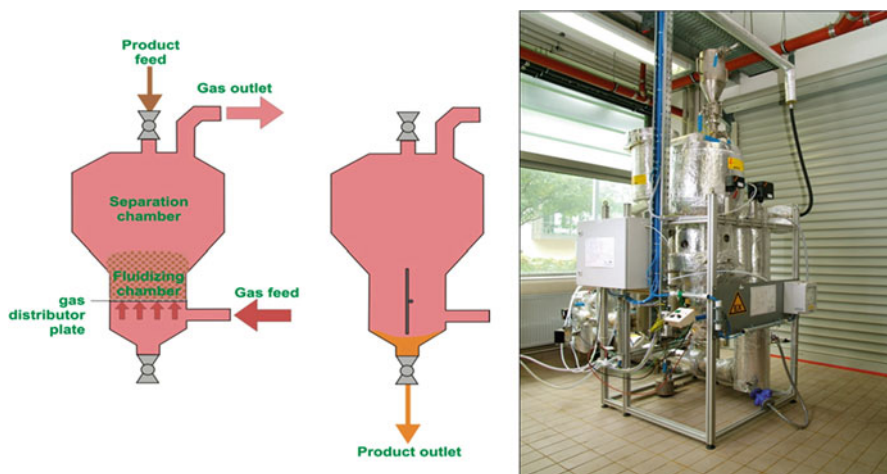 Product
feed
Gas outlet
Separation
chamber
Fluidizing
chamber
gas
distributor
plate
Gas feed
Product outlet